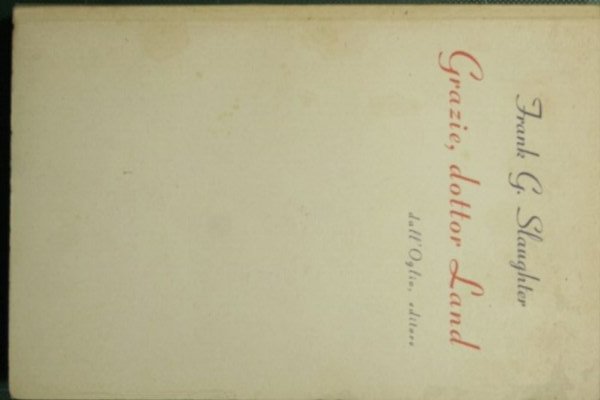 Frank G. Slaughter
Grazie, dottor Land
dall'Oglio, editore